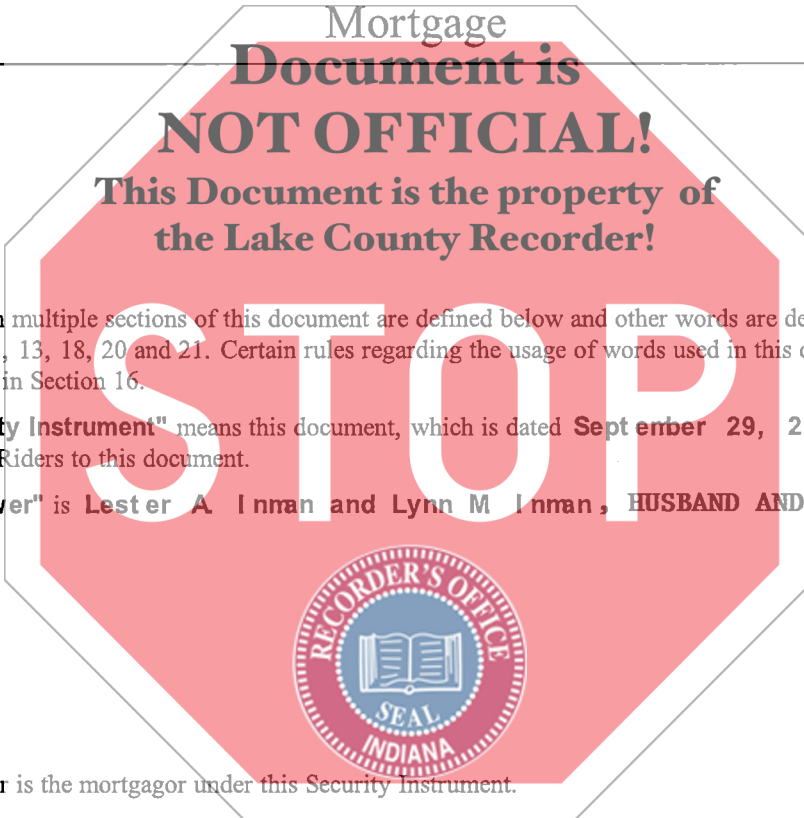 Mortgage
Document is
NOT OFFICIAL!
This Document is the property of
the Lake County Recorder!
multiple sections of this document are defined below and other words are de
, 13, 18, 20 and 21. Certain rules regarding the usage of words used in this
in Section 16.
ty Instrument" means this document, which is dated September 29, 2
Riders to this document.
er" is Lester A Inman and Lynn M Inman, HUSBAND AND
STOP
RECORDER'S OFFICE
SEAL
INDIANA
r is the mortgagor under this Security Instrument.